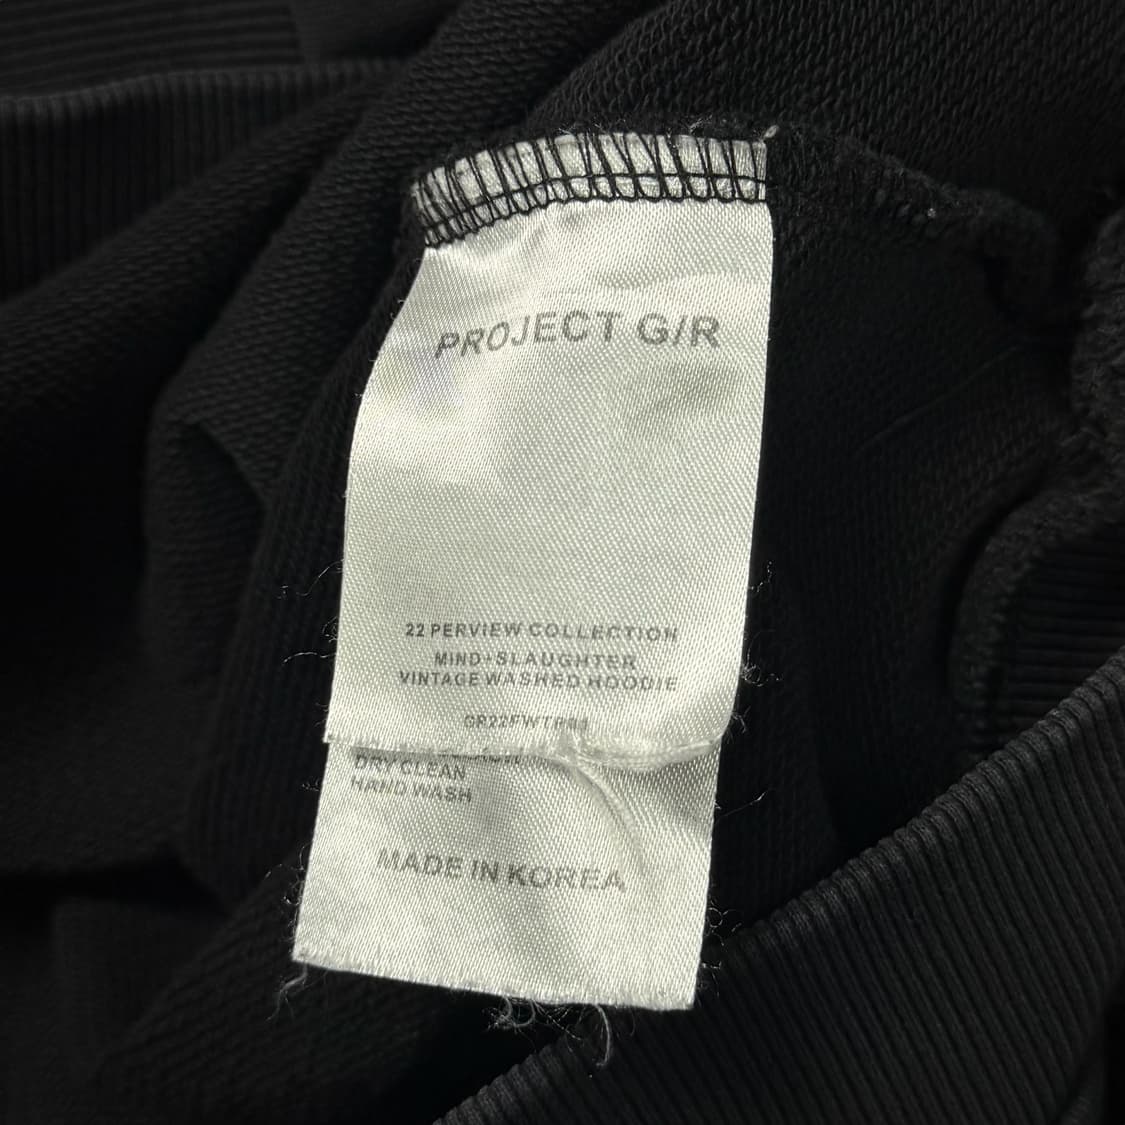 PROJECT G/R
22 PERVIEW COLLECTION
MIND+SLAUGHTER
VINTAGE WASHED HOODIE
DRY CLEAN
HAND WASH
MADE IN KOREA